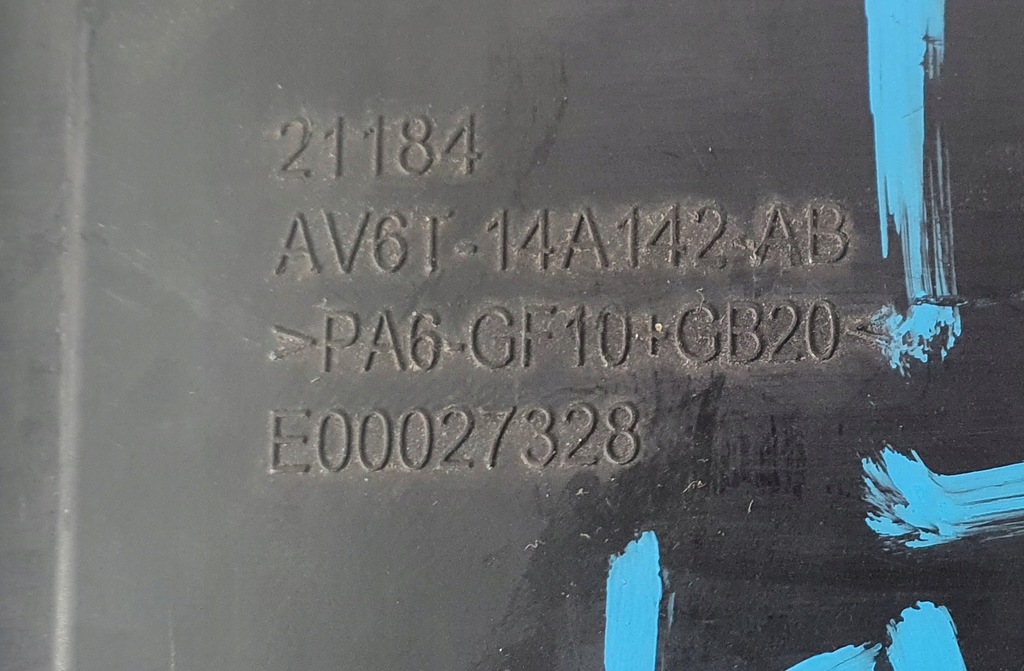 21184
AV6T-14A142-AB
>PA6-GF10+GB20<
E00027328